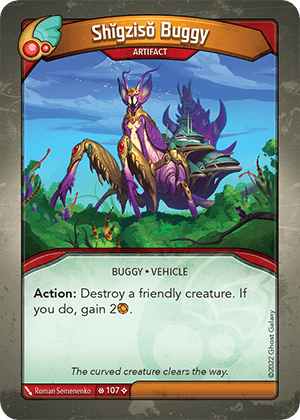 Shĭgzisŏ Buggy
ARTIFACT
BUGGY • VEHICLE
Action: Destroy a friendly creature. If
you do, gain 2.
The curved creature clears the way.
Roman Semenenko
107
©2022 Ghost Galaxy